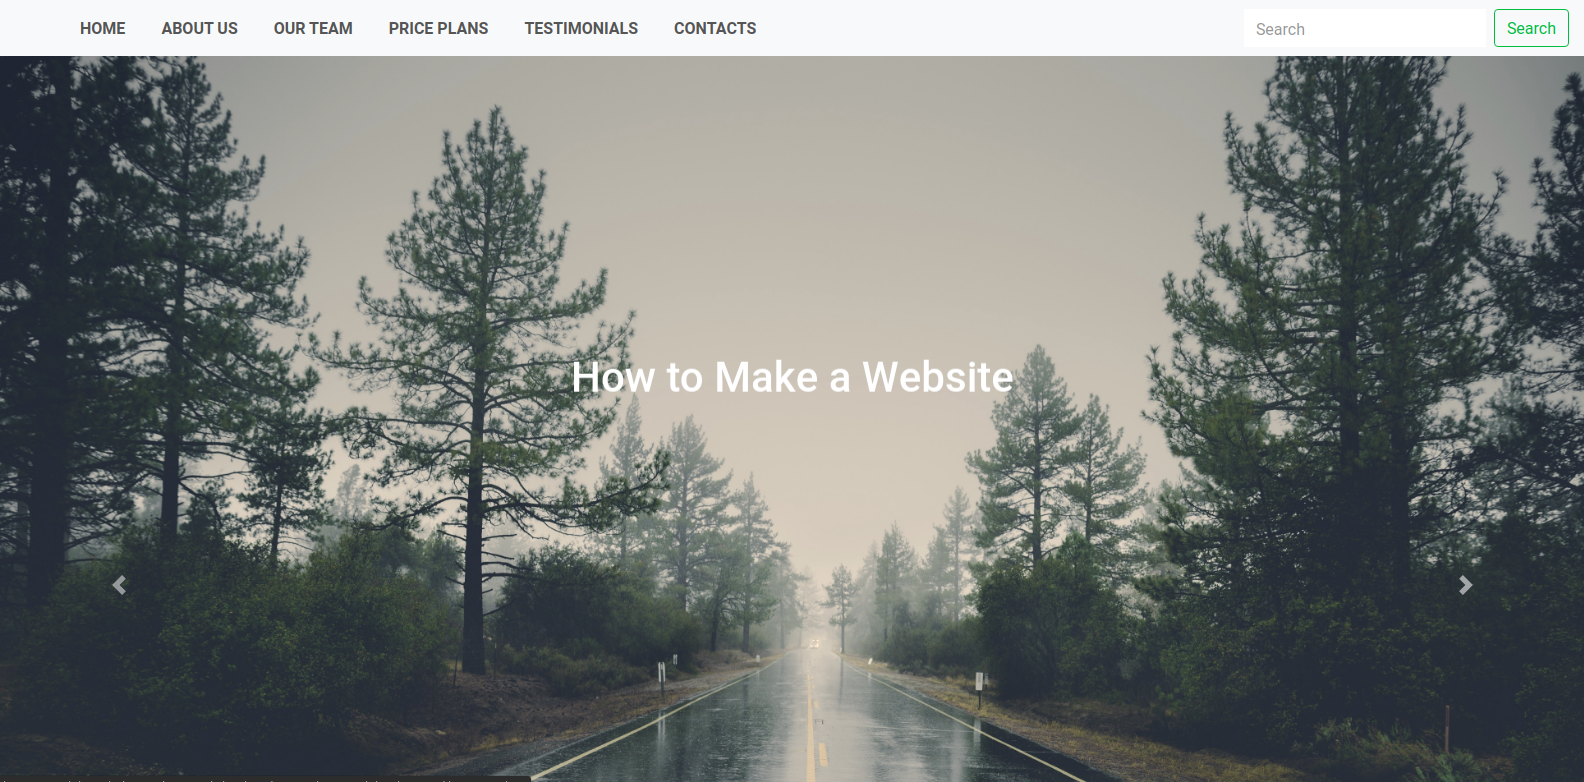 HOME ABOUT US OUR TEAM PRICE PLANS TESTIMONIALS CONTACTS Search Search
How to Make a Website